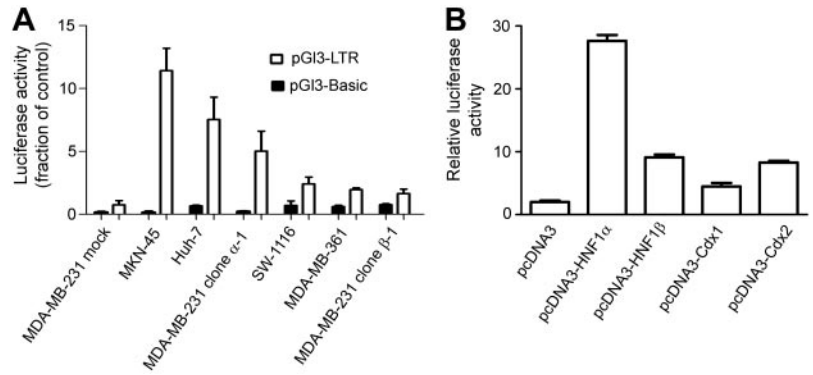 A
Luciferase activity
(fraction of control)
15
10
5
0
pGl3-LTR
pGl3-Basic
MDA-MB-231 mock
MKN-45
Huh-7
MDA-MB-231 clone α-1
SW-1116
MDA-MB-361
MDA-MB-231 clone β-1
B
Relative luciferase
activity
30
20
10
0
pcDNA3
pcDNA3-HNF1α
pcDNA3-HNF1β
pcDNA3-Cdx1
pcDNA3-Cdx2